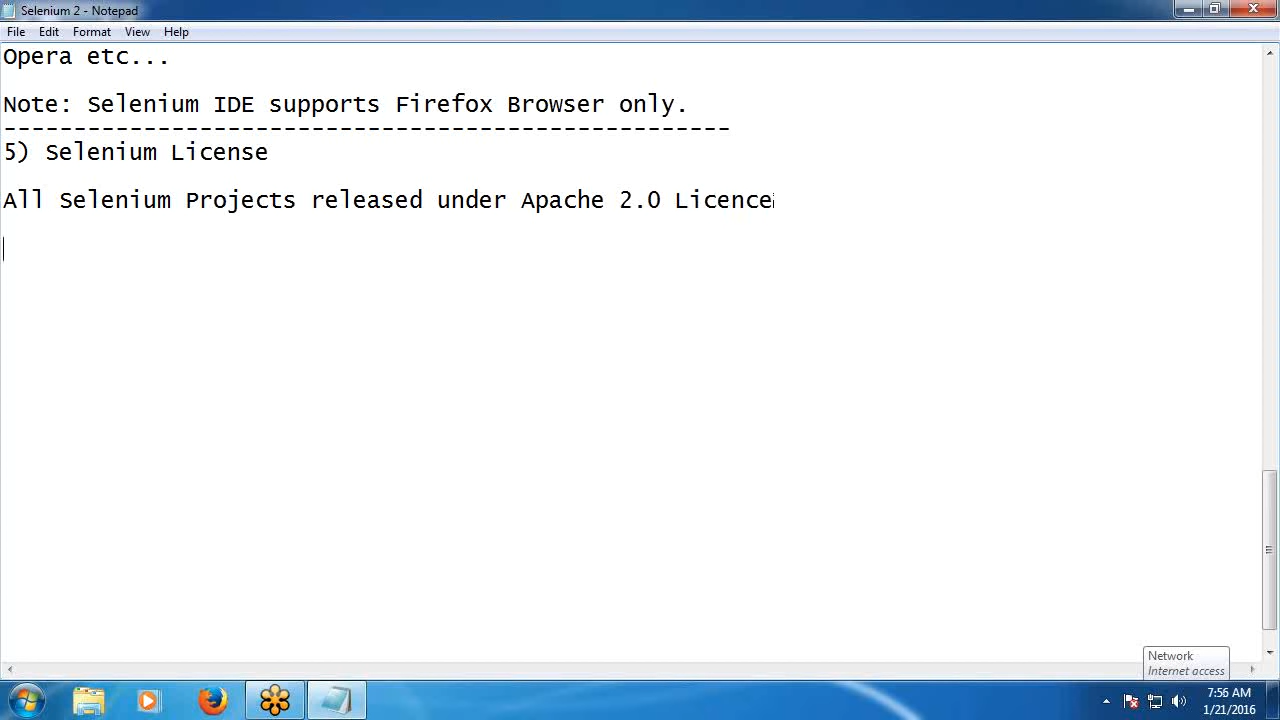 Selenium 2 - Notepad
File Edit Format View Help
Opera etc...
Note: Selenium IDE supports Firefox Browser only.
----------------------------------------------------
5) Selenium License
All Selenium Projects released under Apache 2.0 Licence
Network
Internet access
7:56 AM
1/21/2016